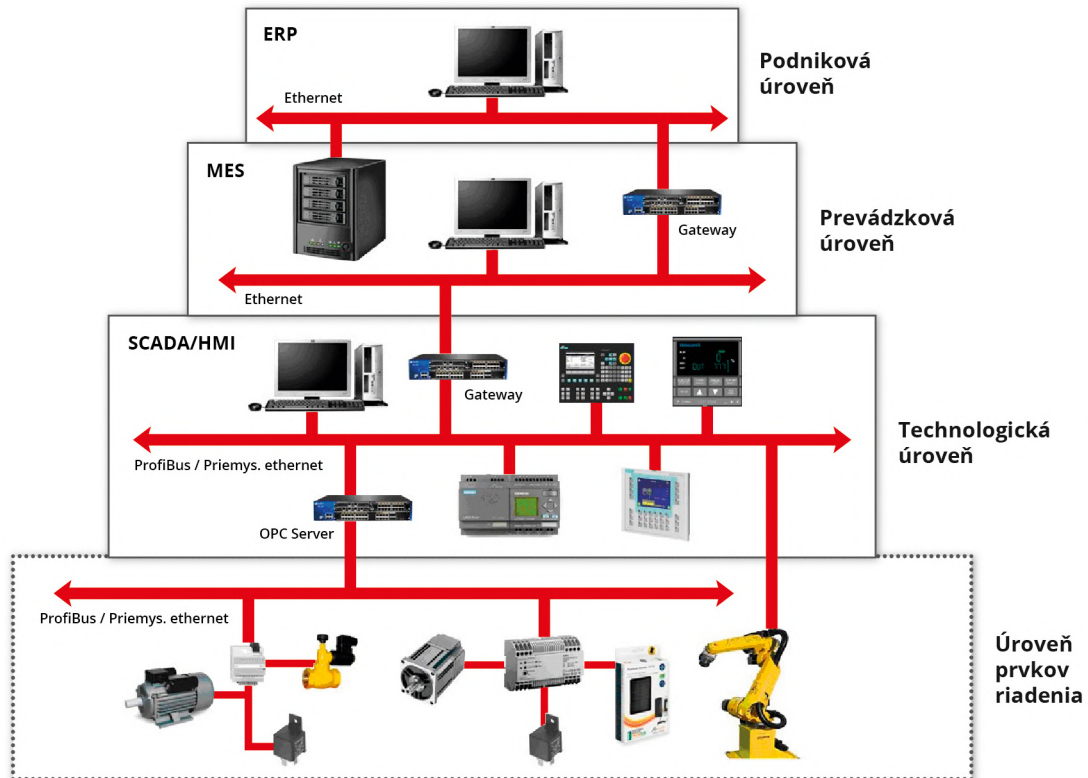 ERP
Podniková
úroveň
Ethernet
MES
Prevádzková
úroveň
Gateway
Ethernet
SCADA/HMI
Gateway
Technologická
úroveň
ProfiBus / Priemys. ethernet
OPC Server
ProfiBus / Priemys. ethernet
Úroveň
prvkov
riadenia